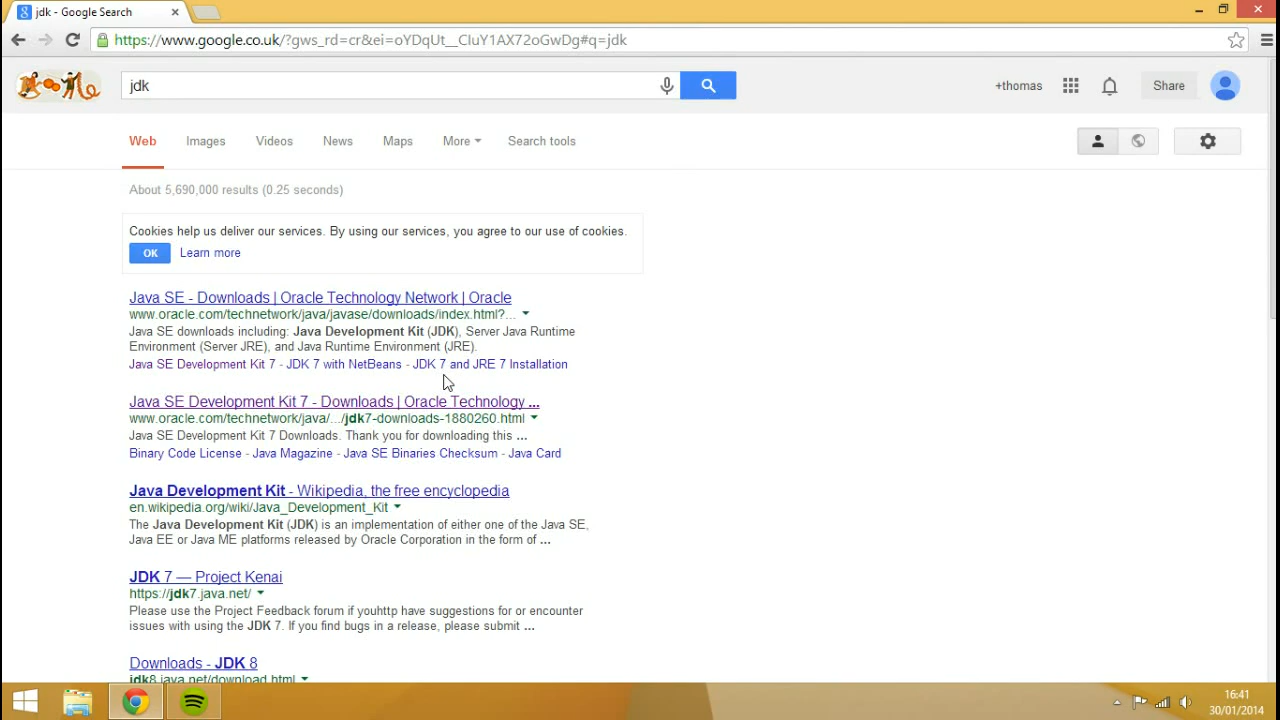 jdk - Google Search
https://www.google.co.uk/?gws_rd=cr&ei=oYDqUt__CIuY1AX72oGwDg#q=jdk
jdk
+thomas
Share
Web Images Videos News Maps More Search tools
About 5,690,000 results (0.25 seconds)
Cookies help us deliver our services. By using our services, you agree to our use of cookies.
OK Learn more
Java SE - Downloads | Oracle Technology Network | Oracle
www.oracle.com/technetwork/java/javase/downloads/index.html?...
Java SE downloads including: Java Development Kit (JDK), Server Java Runtime
Environment (Server JRE), and Java Runtime Environment (JRE).
Java SE Development Kit 7 - JDK 7 with NetBeans - JDK 7 and JRE 7 Installation
Java SE Development Kit 7 - Downloads | Oracle Technology ...
www.oracle.com/technetwork/java/.../jdk7-downloads-1880260.html
Java SE Development Kit 7 Downloads. Thank you for downloading this ...
Binary Code License - Java Magazine - Java SE Binaries Checksum - Java Card
Java Development Kit - Wikipedia, the free encyclopedia
en.wikipedia.org/wiki/Java_Development_Kit
The Java Development Kit (JDK) is an implementation of either one of the Java SE,
Java EE or Java ME platforms released by Oracle Corporation in the form of ...
JDK 7 — Project Kenai
https://jdk7.java.net/
Please use the Project Feedback forum if youhttp have suggestions for or encounter
issues with using the JDK 7. If you find bugs in a release, please submit ...
Downloads - JDK 8
jdk8.java.net/download.html
16:41
30/01/2014